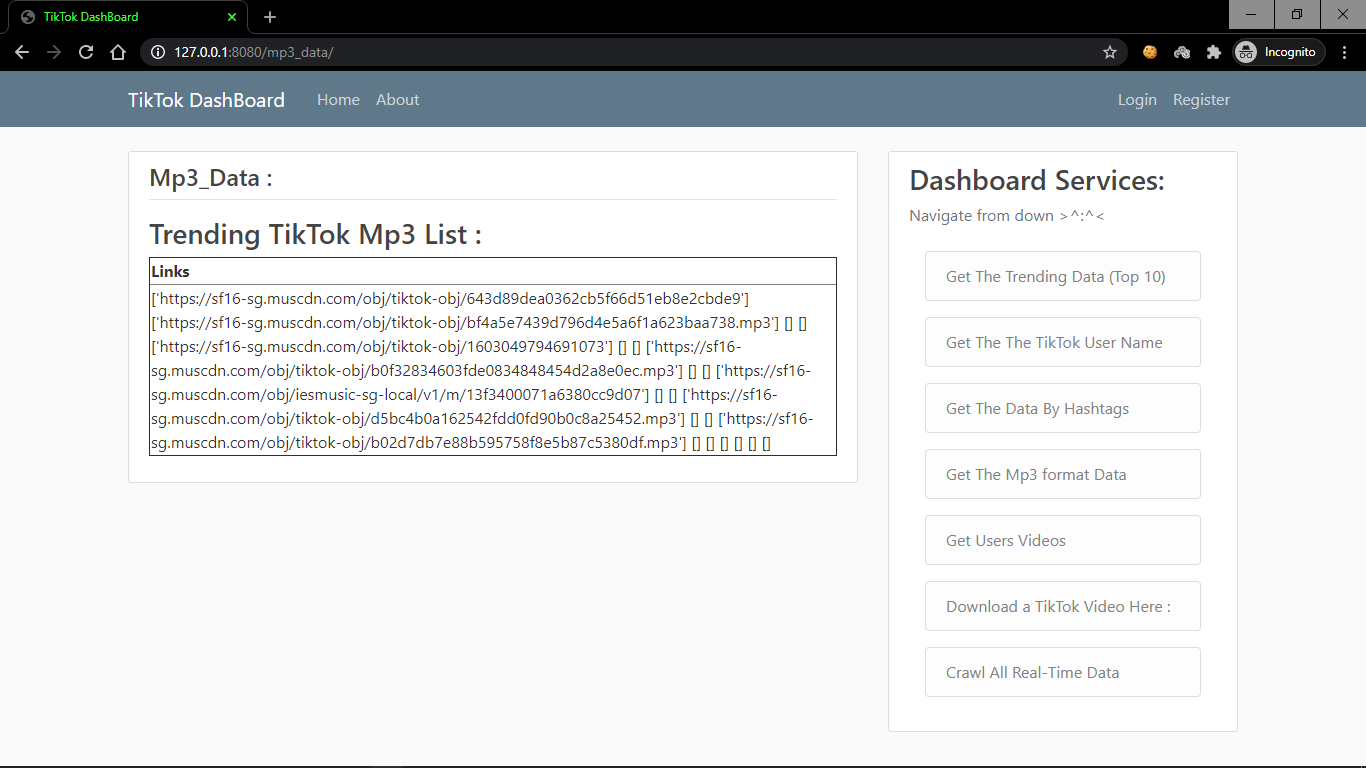 TikTok DashBoard
127.0.0.1:8080/mp3_data/
Incognito
TikTok DashBoard Home About Login Register
Mp3_Data :
Trending TikTok Mp3 List :
Links
['https://sf16-sg.muscdn.com/obj/tiktok-obj/643d89dea0362cb5f66d51eb8e2cbde9']
['https://sf16-sg.muscdn.com/obj/tiktok-obj/bf4a5e7439d796d4e5a6f1a623baa738.mp3'] [] []
['https://sf16-sg.muscdn.com/obj/tiktok-obj/1603049794691073'] [] [] ['https://sf16-
sg.muscdn.com/obj/tiktok-obj/b0f32834603fde0834848454d2a8e0ec.mp3'] [] [] ['https://sf16-
sg.muscdn.com/obj/iesmusic-sg-local/v1/m/13f3400071a6380cc9d07'] [] [] ['https://sf16-
sg.muscdn.com/obj/tiktok-obj/d5bc4b0a162542fdd0fd90b0c8a25452.mp3'] [] [] ['https://sf16-
sg.muscdn.com/obj/tiktok-obj/b02d7db7e88b595758f8e5b87c5380df.mp3'] [] [] [] [] [] []
Dashboard Services:
Navigate from down >^:^<
Get The Trending Data (Top 10)
Get The The TikTok User Name
Get The Data By Hashtags
Get The Mp3 format Data
Get Users Videos
Download a TikTok Video Here :
Crawl All Real-Time Data